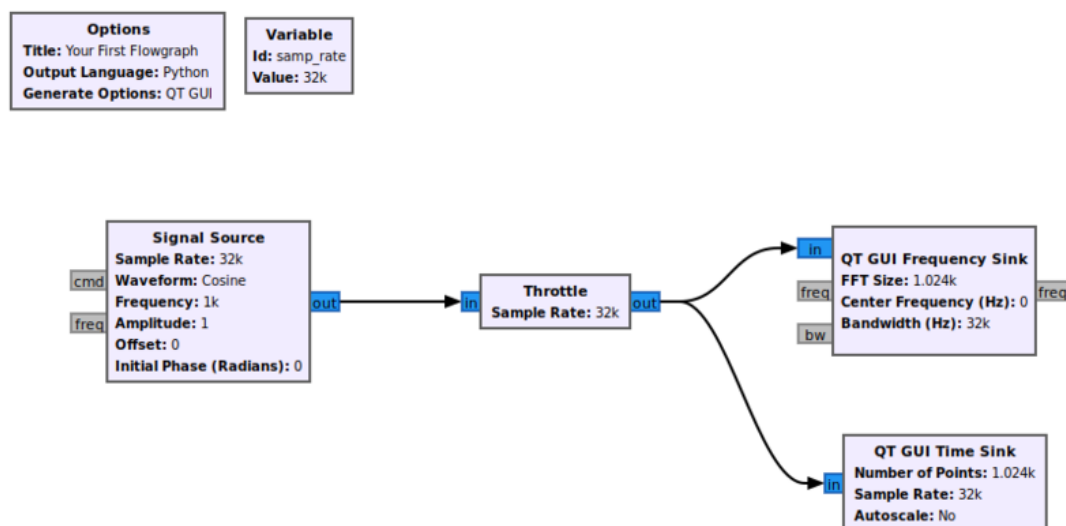 Options
Title: Your First Flowgraph
Output Language: Python
Generate Options: QT GUI
Variable
Id: samp_rate
Value: 32k
Signal Source
Sample Rate: 32k
Waveform: Cosine
Frequency: 1k
Amplitude: 1
Offset: 0
Initial Phase (Radians): 0
cmd
freq
out
Throttle
Sample Rate: 32k
in
out
QT GUI Frequency Sink
FFT Size: 1.024k
Center Frequency (Hz): 0
Bandwidth (Hz): 32k
in
freq
bw
freq
QT GUI Time Sink
Number of Points: 1.024k
Sample Rate: 32k
Autoscale: No
in